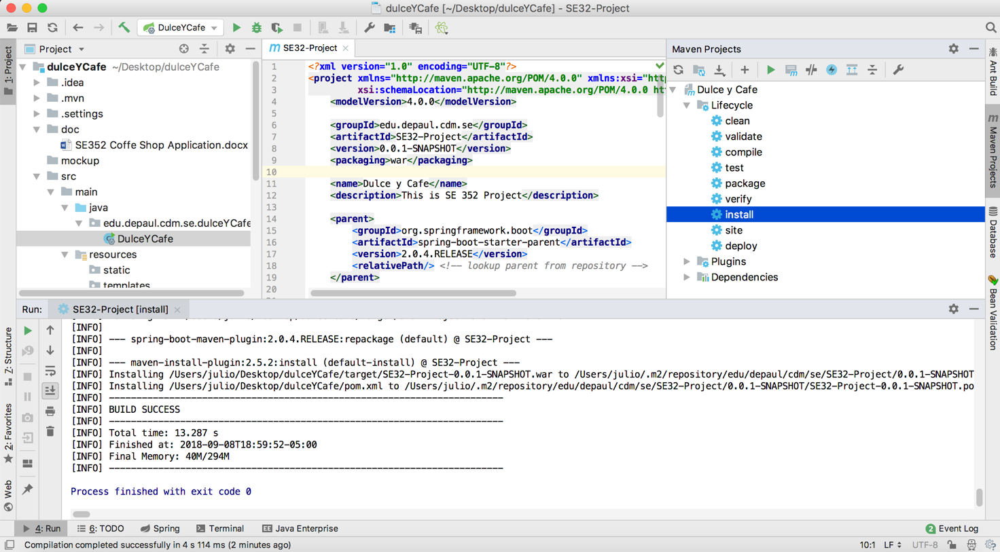 dulceYCafe [~/Desktop/dulceYCafe] - SE32-Project
DulceYCafe
1: Project
Project
dulceYCafe ~/Desktop/dulceYCafe
.idea
.mvn
.settings
doc
SE352 Coffe Shop Application.docx
mockup
src
main
java
edu.depaul.cdm.se.dulceYCafe
DulceYCafe
resources
static
templates
SE32-Project
1 <?xml version="1.0" encoding="UTF-8"?>
2 <project xmlns="http://maven.apache.org/POM/4.0.0" xmlns:xsi="http
3 xsi:schemaLocation="http://maven.apache.org/POM/4.0.0 ht
4 <modelVersion>4.0.0</modelVersion>
5
6 <groupId>edu.depaul.cdm.se</groupId>
7 <artifactId>SE32-Project</artifactId>
8 <version>0.0.1-SNAPSHOT</version>
9 <packaging>war</packaging>
10
11 <name>Dulce y Cafe</name>
12 <description>This is SE 352 Project</description>
13
14 <parent>
15 <groupId>org.springframework.boot</groupId>
16 <artifactId>spring-boot-starter-parent</artifactId>
17 <version>2.0.4.RELEASE</version>
18 <relativePath/> <!-- lookup parent from repository -->
19 </parent>
20
Maven Projects
Dulce y Cafe
Lifecycle
clean
validate
compile
test
package
verify
install
site
deploy
Plugins
Dependencies
Ant Build
Maven Projects
Database
Bean Validation
Run: SE32-Project [install]
[INFO]
[INFO] --- spring-boot-maven-plugin:2.0.4.RELEASE:repackage (default) @ SE32-Project ---
[INFO]
[INFO] --- maven-install-plugin:2.5.2:install (default-install) @ SE32-Project ---
[INFO] Installing /Users/julio/Desktop/dulceYCafe/target/SE32-Project-0.0.1-SNAPSHOT.war to /Users/julio/.m2/repository/edu/depaul/cdm/se/SE32-Project/0.0.1-SNAPSHOT
[INFO] Installing /Users/julio/Desktop/dulceYCafe/pom.xml to /Users/julio/.m2/repository/edu/depaul/cdm/se/SE32-Project/0.0.1-SNAPSHOT/SE32-Project-0.0.1-SNAPSHOT.po
[INFO] ------------------------------------------------------------------------
[INFO] BUILD SUCCESS
[INFO] ------------------------------------------------------------------------
[INFO] Total time: 13.287 s
[INFO] Finished at: 2018-09-08T18:59:52-05:00
[INFO] Final Memory: 40M/294M
[INFO] ------------------------------------------------------------------------
Process finished with exit code 0
7: Structure
2: Favorites
Web
4: Run 6: TODO Spring Terminal Java Enterprise 2 Event Log
Compilation completed successfully in 4 s 114 ms (2 minutes ago) 10:1 LF UTF-8